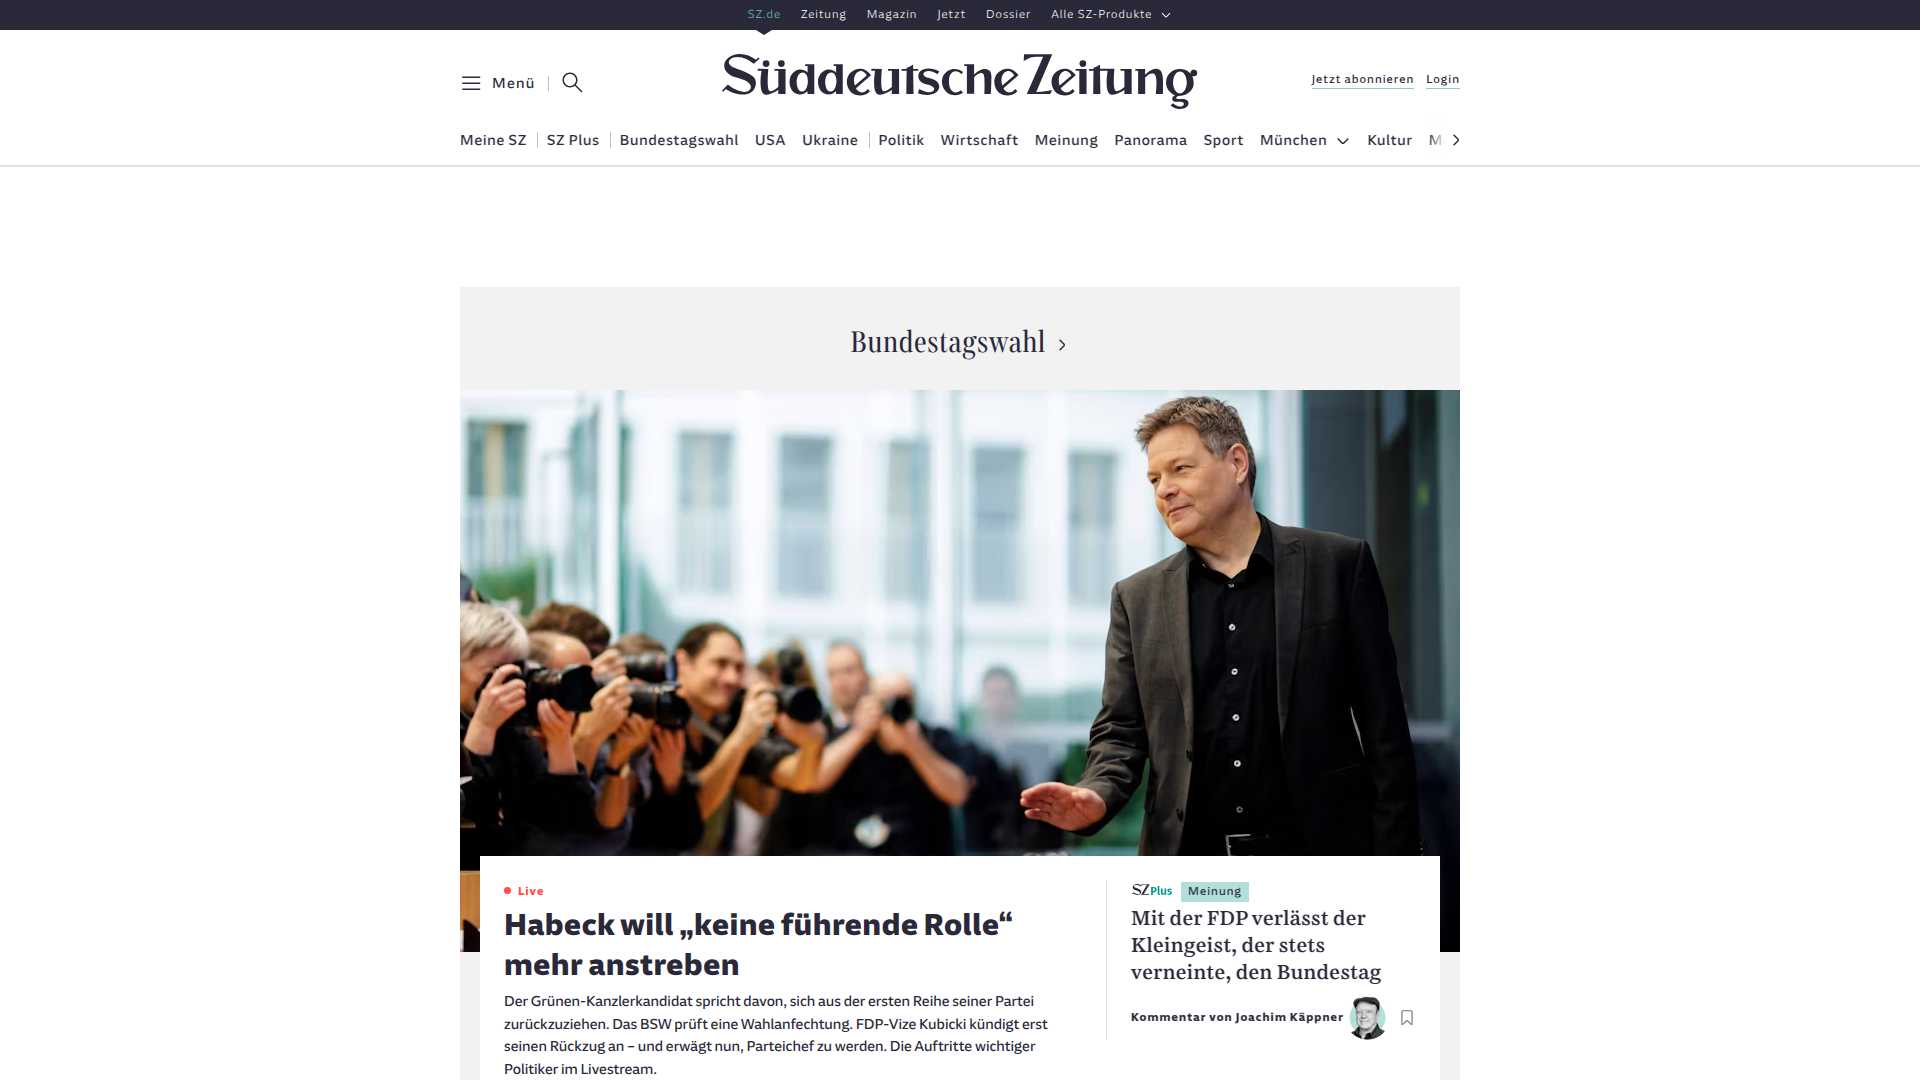 SZ.de Zeitung Magazin Jetzt Dossier Alle SZ-Produkte
Menü
Süddeutsche Zeitung
Jetzt abonnieren Login
Meine SZ SZ Plus Bundestagswahl USA Ukraine Politik Wirtschaft Meinung Panorama Sport München Kultur M
Bundestagswahl
Live
Habeck will „keine führende Rolle“
mehr anstreben
Der Grünen-Kanzlerkandidat spricht davon, sich aus der ersten Reihe seiner Partei
zurückzuziehen. Das BSW prüft eine Wahlanfechtung. FDP-Vize Kubicki kündigt erst
seinen Rückzug an – und erwägt nun, Parteichef zu werden. Die Auftritte wichtiger
Politiker im Livestream.
SZ Plus Meinung
Mit der FDP verlässt der
Kleingeist, der stets
verneinte, den Bundestag
Kommentar von Joachim Käppner